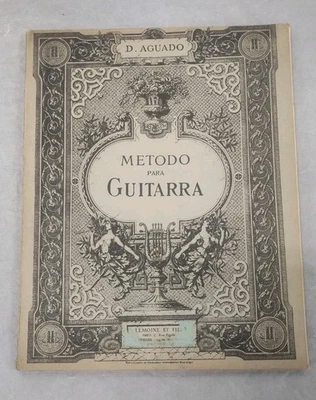 D. AGUADO
METODO
PARA
GUITARRA
LEMOINE ET FILS